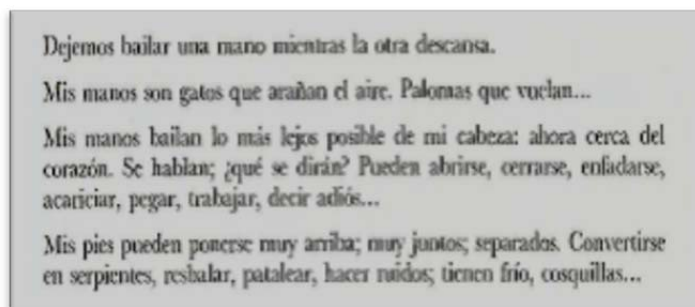 Dejemos bailar una mano mientras la otra descansa.
Mis manos son gatos que arañan el aire. Palomas que vuelan...
Mis manos bailan lo más lejos posible de mi cabeza: ahora cerca del
corazón. Se hablan; ¿qué se dirán? Pueden abrirse, cerrarse, enfadarse,
acariciar, pegar, trabajar, decir adiós...
Mis pies pueden ponerse muy arriba; muy juntos; separados. Convertirse
en serpientes, resbalar, patalear, hacer ruidos; tienen frío, cosquillas...